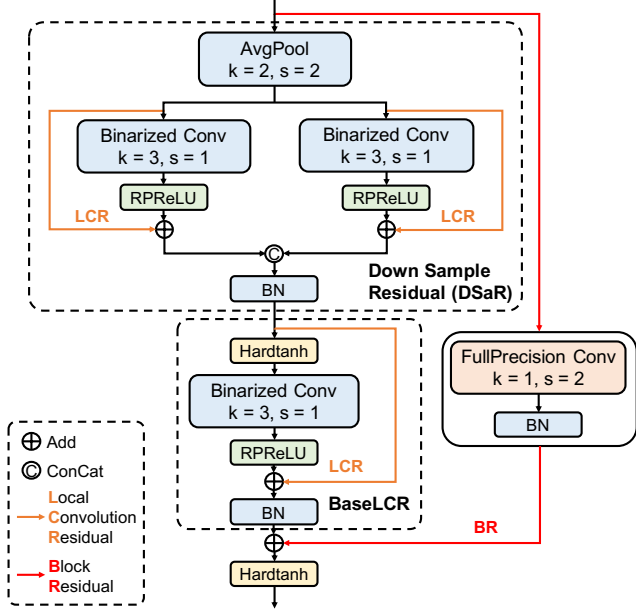 AvgPool
k = 2, s = 2
Binarized Conv
k = 3, s = 1
Binarized Conv
k = 3, s = 1
RPReLU
RPReLU
LCR
LCR
C
BN
Down Sample
Residual (DSaR)
Hardtanh
Binarized Conv
k = 3, s = 1
RPReLU
LCR
BN
BaseLCR
FullPrecision Conv
k = 1, s = 2
BN
BR
Hardtanh
Add
C ConCat
Local
Convolution
Residual
Block
Residual